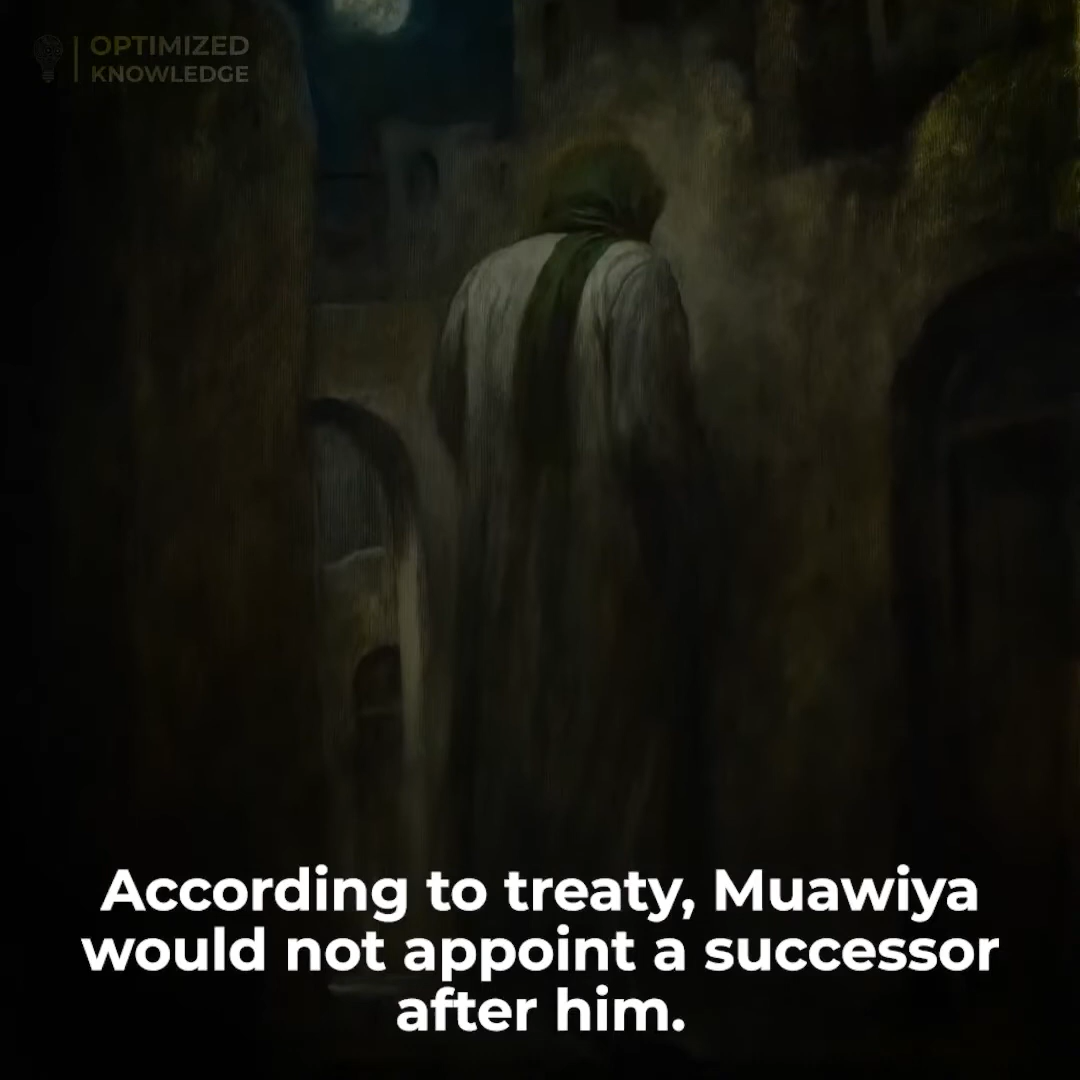 OPTIMIZED
KNOWLEDGE
According to treaty, Muawiya
would not appoint a successor
after him.